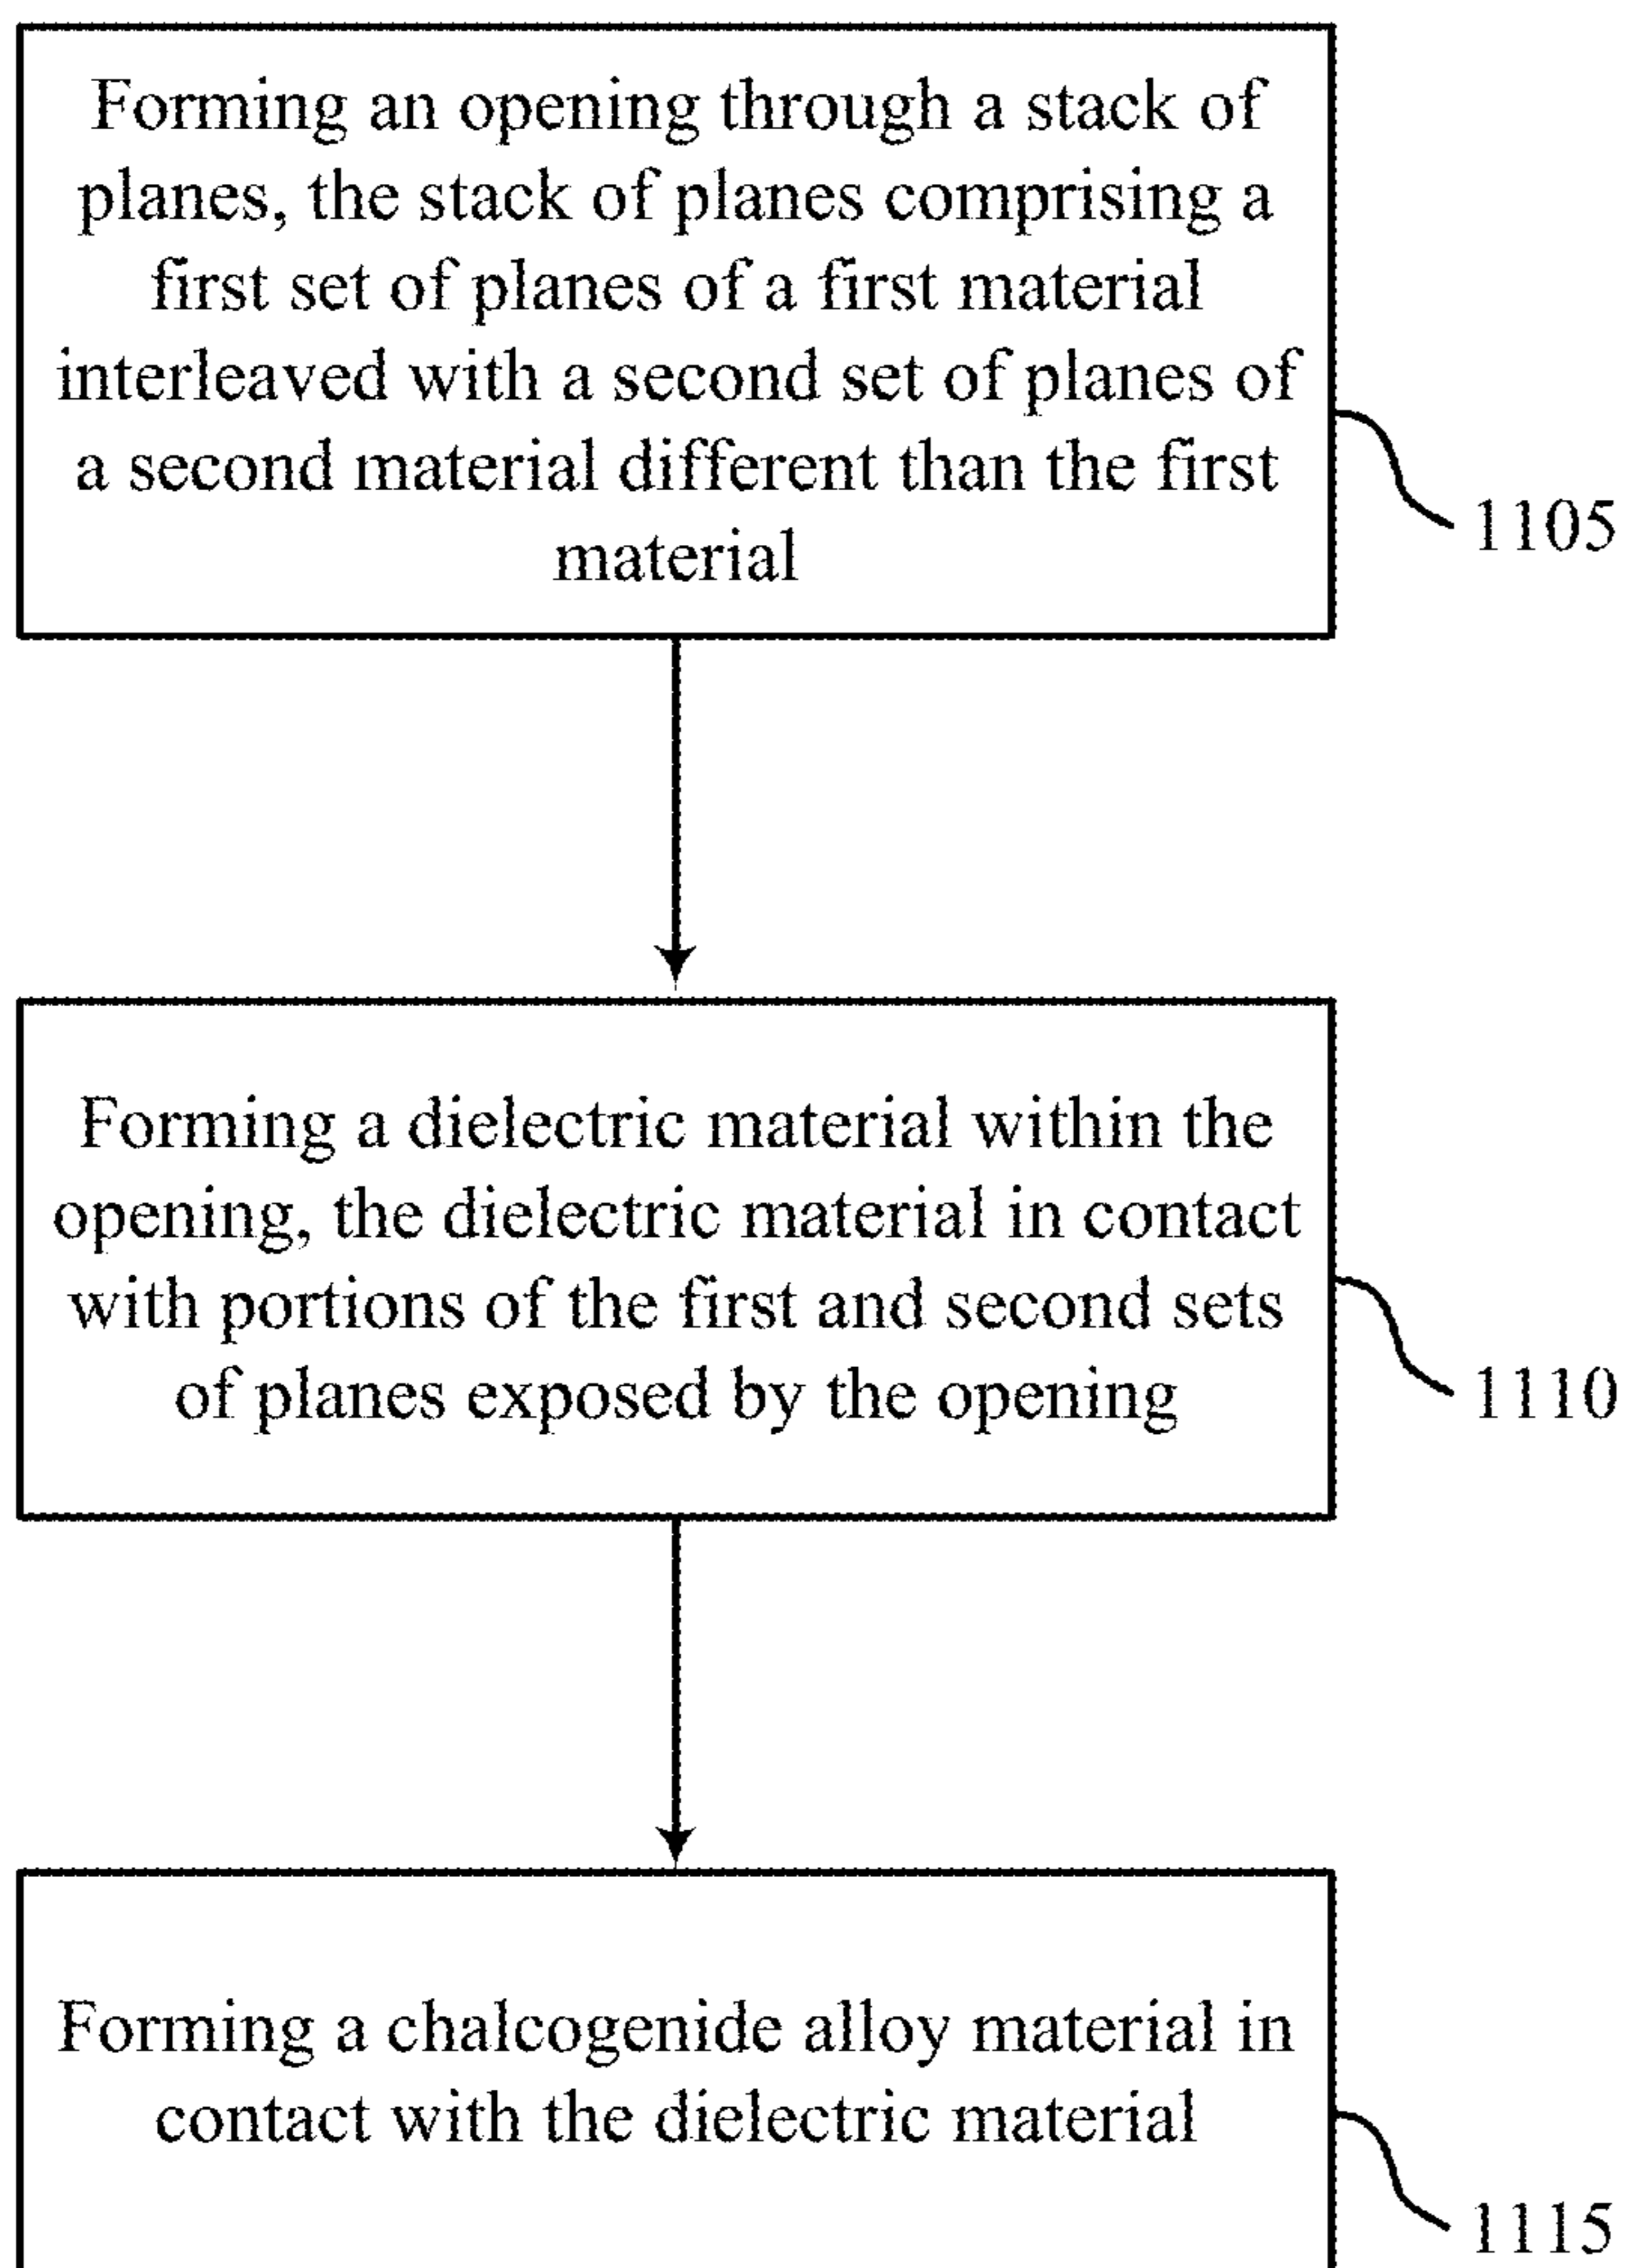 Forming an opening through a stack of
planes, the stack of planes comprising a
first set of planes of a first material
interleaved with a second set of planes of
a second material different than the first
material
1105
Forming a dielectric material within the
opening, the dielectric material in contact
with portions of the first and second sets
of planes exposed by the opening
1110
Forming a chalcogenide alloy material in
contact with the dielectric material
1115